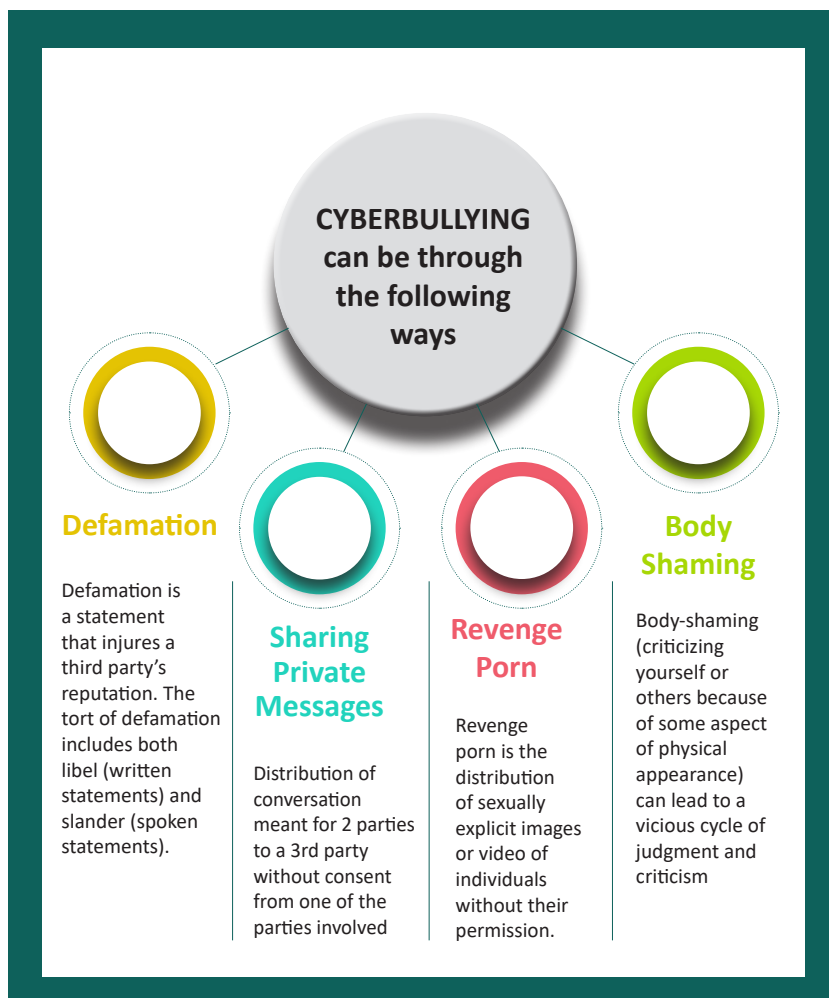 CYBERBULLYING
can be through
the following
ways
Defamation
Defamation is
a statement
that injures a
third party’s
reputation. The
tort of defamation
includes both
libel (written
statements) and
slander (spoken
statements).
Sharing
Private
Messages
Distribution of
conversation
meant for 2 parties
to a 3rd party
without consent
from one of the
parties involved
Revenge
Porn
Revenge
porn is the
distribution
of sexually
explicit images
or video of
individuals
without their
permission.
Body
Shaming
Body-shaming
(criticizing
yourself or
others because
of some aspect
of physical
appearance)
can lead to a
vicious cycle of
judgment and
criticism